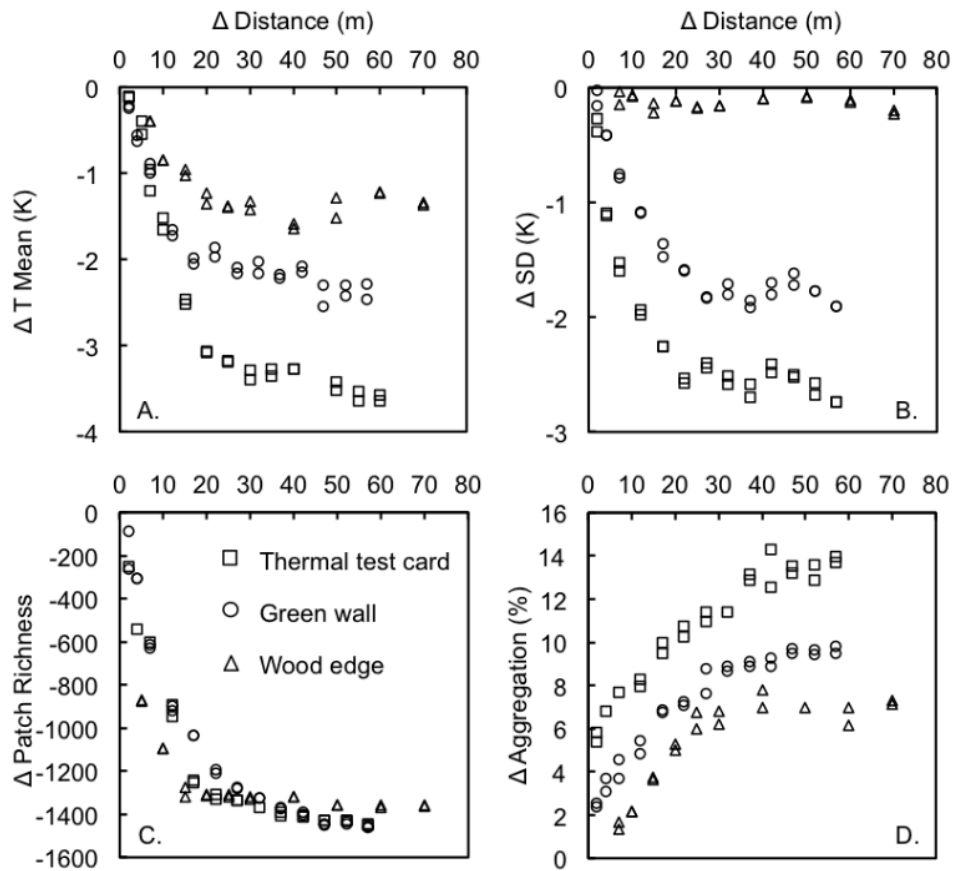 Δ Distance (m)
0 10 20 30 40 50 60 70 80
0
-1
-2
-3
-4
Δ T Mean (K)
A.
Δ Distance (m)
0 10 20 30 40 50 60 70 80
0
-1
-2
-3
Δ SD (K)
B.
0 10 20 30 40 50 60 70 80
0
-200
-400
-600
-800
-1000
-1200
-1400
-1600
Δ Patch Richness
Thermal test card
Green wall
Wood edge
C.
0 10 20 30 40 50 60 70 80
16
14
12
10
8
6
4
2
0
Δ Aggregation (%)
D.